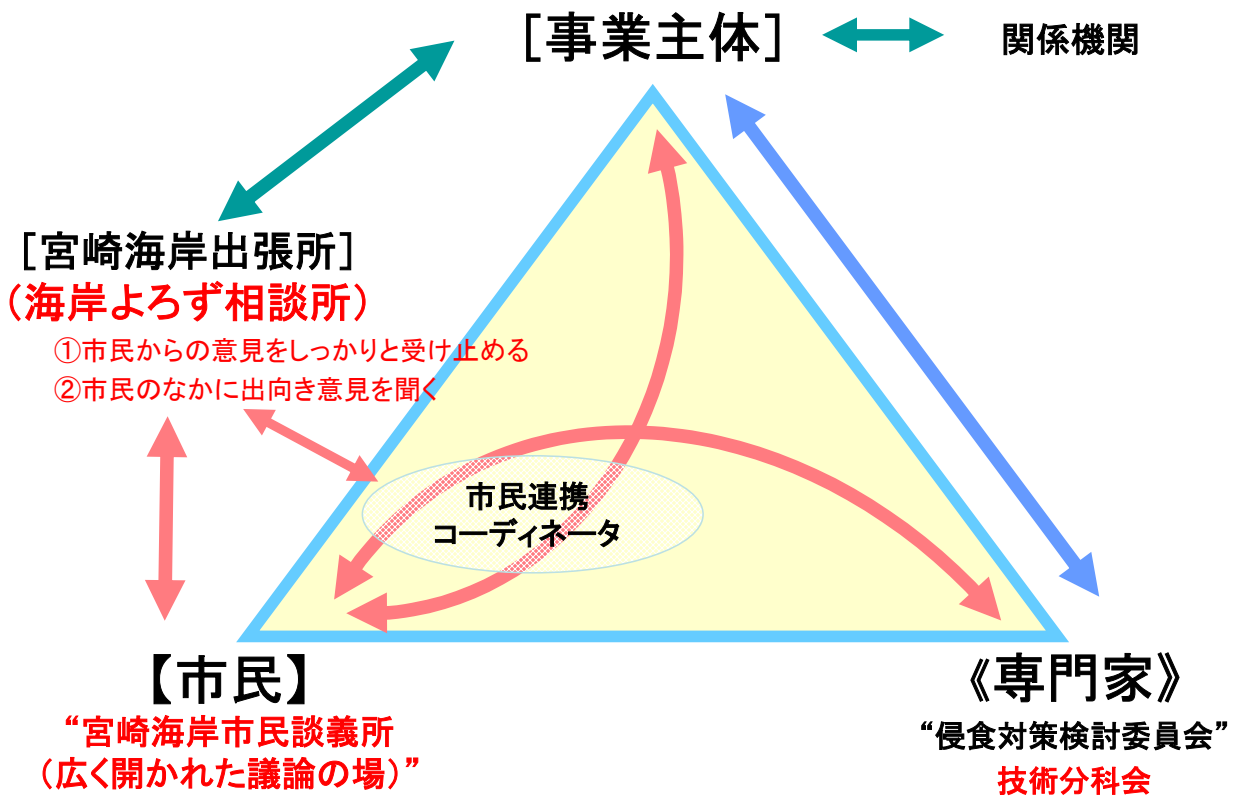 ［事業主体］
関係機関
［宮崎海岸出張所］
（海岸よろず相談所）
①市民からの意見をしっかりと受け止める
②市民のなかに出向き意見を聞く
市民連携
コーディネータ
【市民】
“宮崎海岸市民談義所
（広く開かれた議論の場）”
《専門家》
“侵食対策検討委員会”
技術分科会